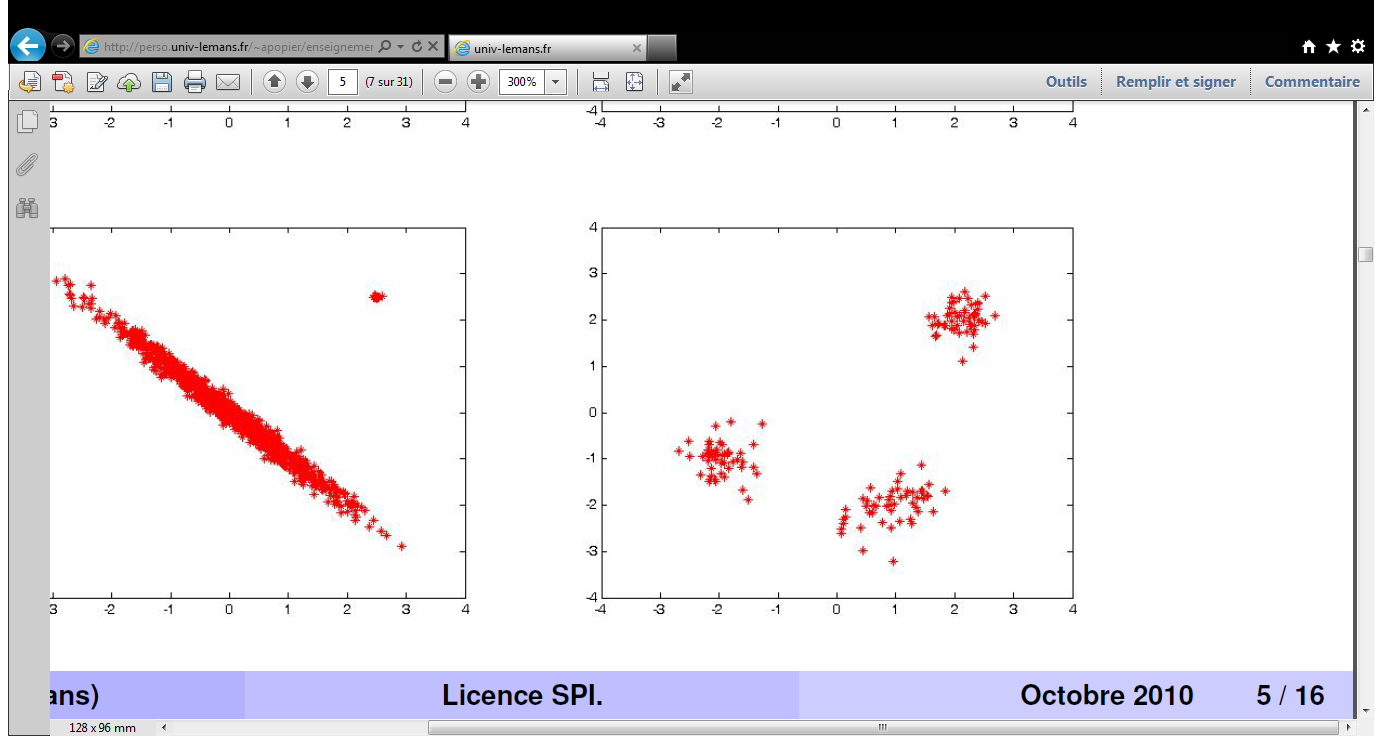 http://perso.univ-lemans.fr/~apopier/enseignemer
univ-lemans.fr
5 (7 sur 31) 300% Outils Remplir et signer Commentaire
3 -2 -1 0 1 2 3 4
-4
-4 -3 -2 -1 0 1 2 3 4
4
3
2
1
0
-1
-2
-3
-4
3 -2 -1 0 1 2 3 4
-4 -3 -2 -1 0 1 2 3 4
ans) Licence SPI. Octobre 2010 5 / 16
128 x 96 mm